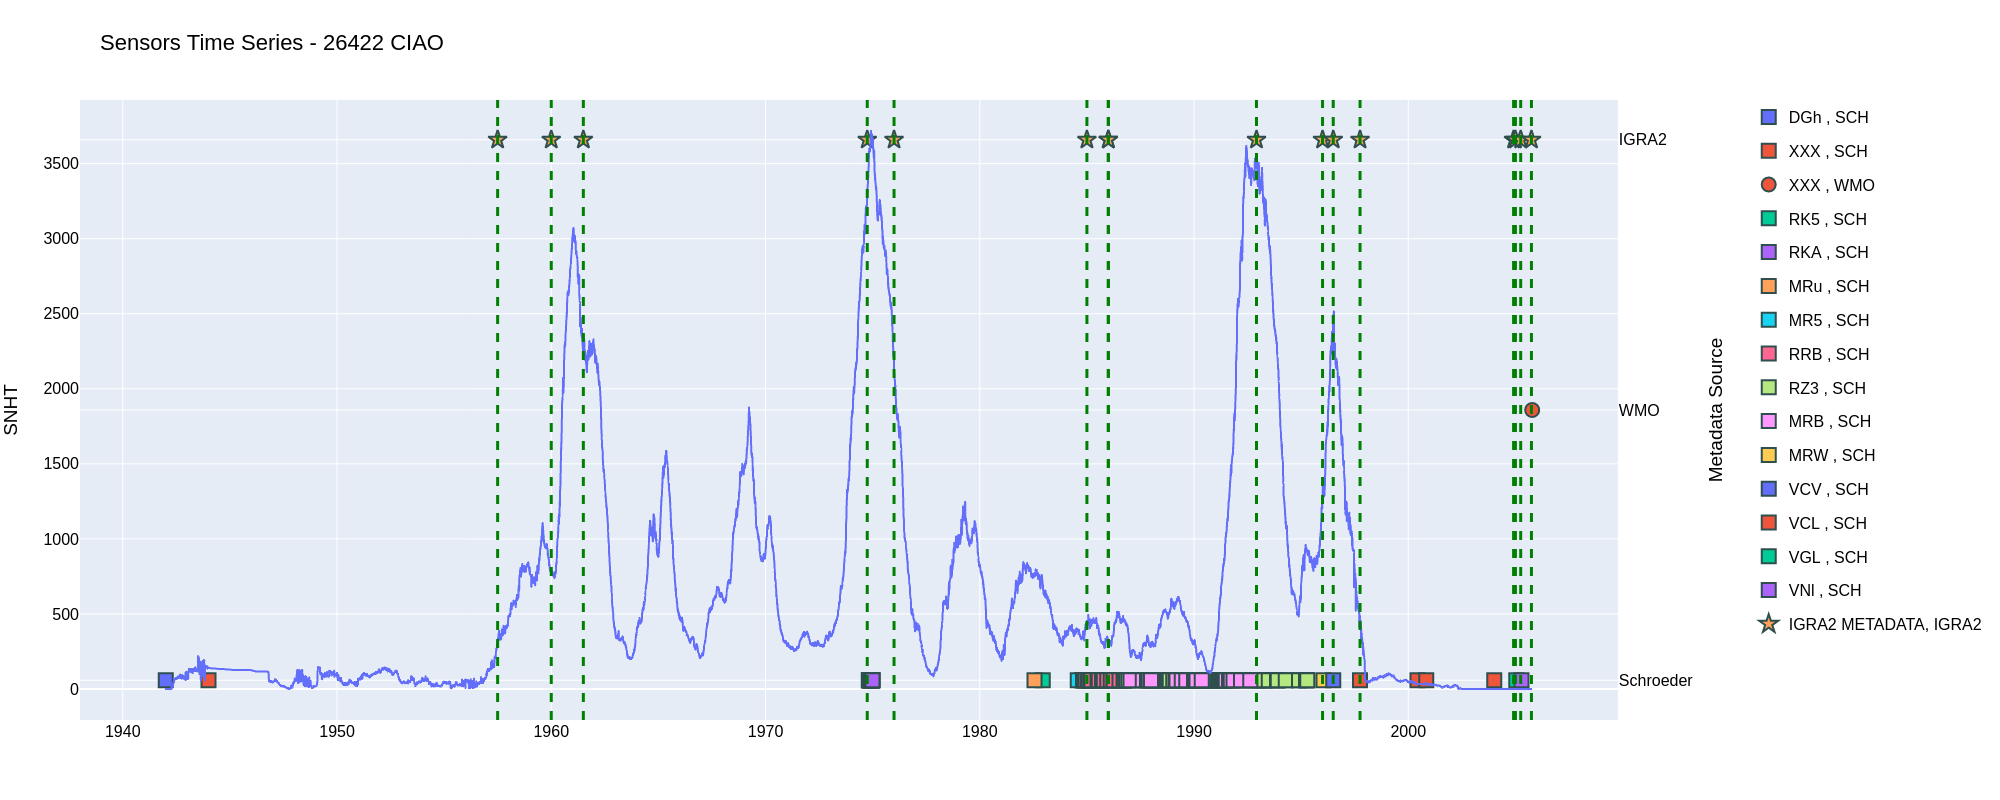 Sensors Time Series - 26422 CIAO
SNHT
3500
3000
2500
2000
1500
1000
500
0
1940
1950
1960
1970
1980
1990
2000
IGRA2
WMO
Schroeder
Metadata Source
DGh , SCH
XXX , SCH
XXX , WMO
RK5 , SCH
RKA , SCH
MRu , SCH
MR5 , SCH
RRB , SCH
RZ3 , SCH
MRB , SCH
MRW , SCH
VCV , SCH
VCL , SCH
VGL , SCH
VNI , SCH
IGRA2 METADATA, IGRA2